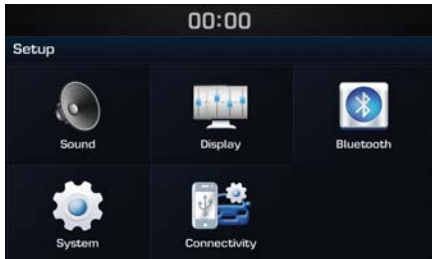 00:00
Setup
Sound
Display
Bluetooth
System
Connectivity